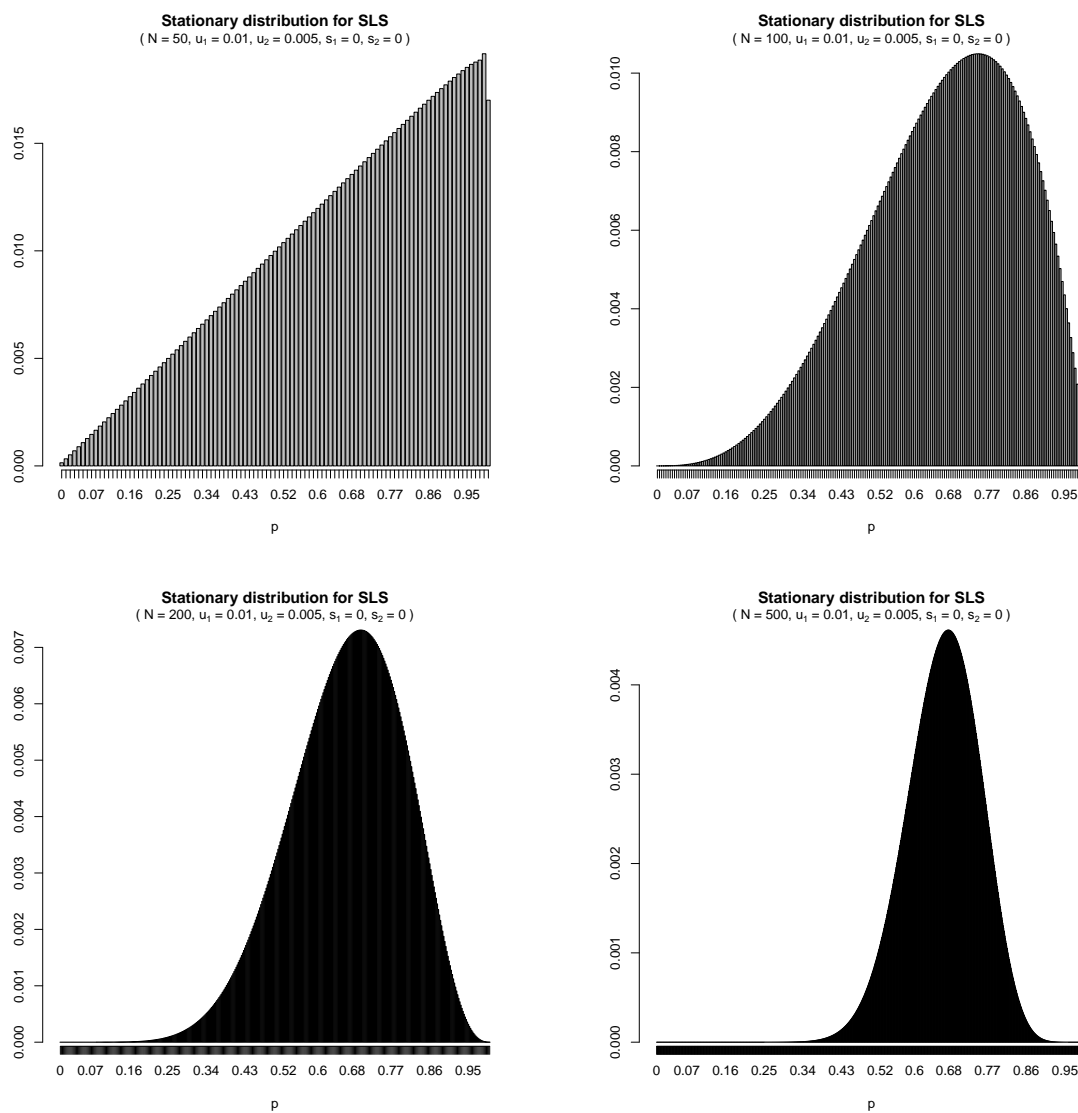 Stationary distribution for SLS
( N = 50, u₁ = 0.01, u₂ = 0.005, s₁ = 0, s₂ = 0 )
0.000
0.005
0.010
0.015
0 0.07 0.16 0.25 0.34 0.43 0.52 0.6 0.68 0.77 0.86 0.95
p
Stationary distribution for SLS
( N = 100, u₁ = 0.01, u₂ = 0.005, s₁ = 0, s₂ = 0 )
0.000
0.002
0.004
0.006
0.008
0.010
0 0.07 0.16 0.25 0.34 0.43 0.52 0.6 0.68 0.77 0.86 0.95
p
Stationary distribution for SLS
( N = 200, u₁ = 0.01, u₂ = 0.005, s₁ = 0, s₂ = 0 )
0.000
0.001
0.002
0.003
0.004
0.005
0.006
0.007
0 0.07 0.16 0.25 0.34 0.43 0.52 0.6 0.68 0.77 0.86 0.95
p
Stationary distribution for SLS
( N = 500, u₁ = 0.01, u₂ = 0.005, s₁ = 0, s₂ = 0 )
0.000
0.001
0.002
0.003
0.004
0 0.07 0.16 0.25 0.34 0.43 0.52 0.6 0.68 0.77 0.86 0.95
p